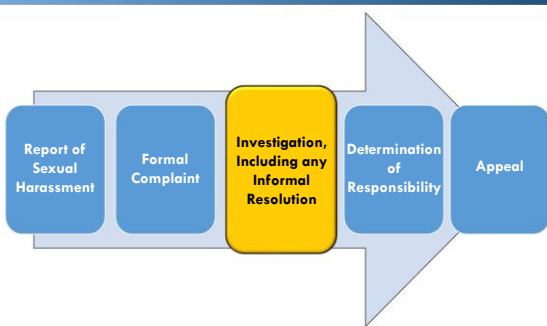 Report of
Sexual
Harassment
Formal
Complaint
Investigation,
Including any
Informal
Resolution
Determination
of
Responsibility
Appeal